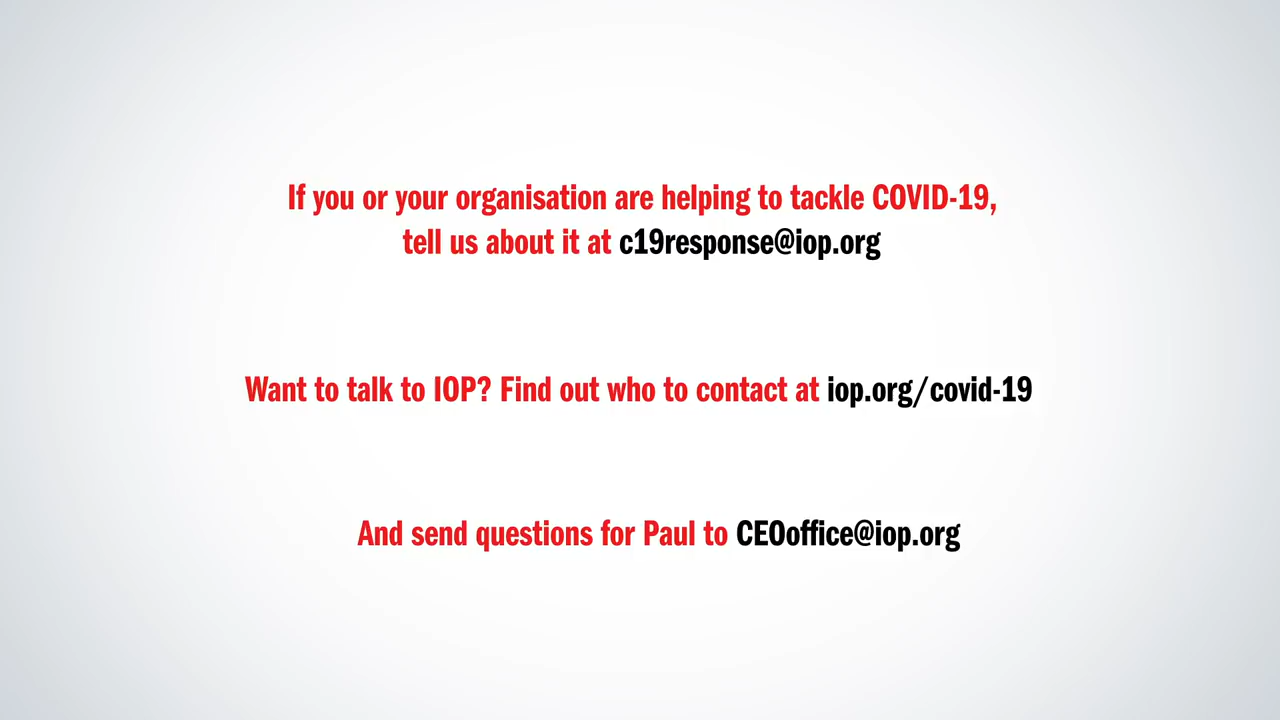 If you or your organisation are helping to tackle COVID-19,
tell us about it at c19response@iop.org
Want to talk to IOP? Find out who to contact at iop.org/covid-19
And send questions for Paul to CEOoffice@iop.org